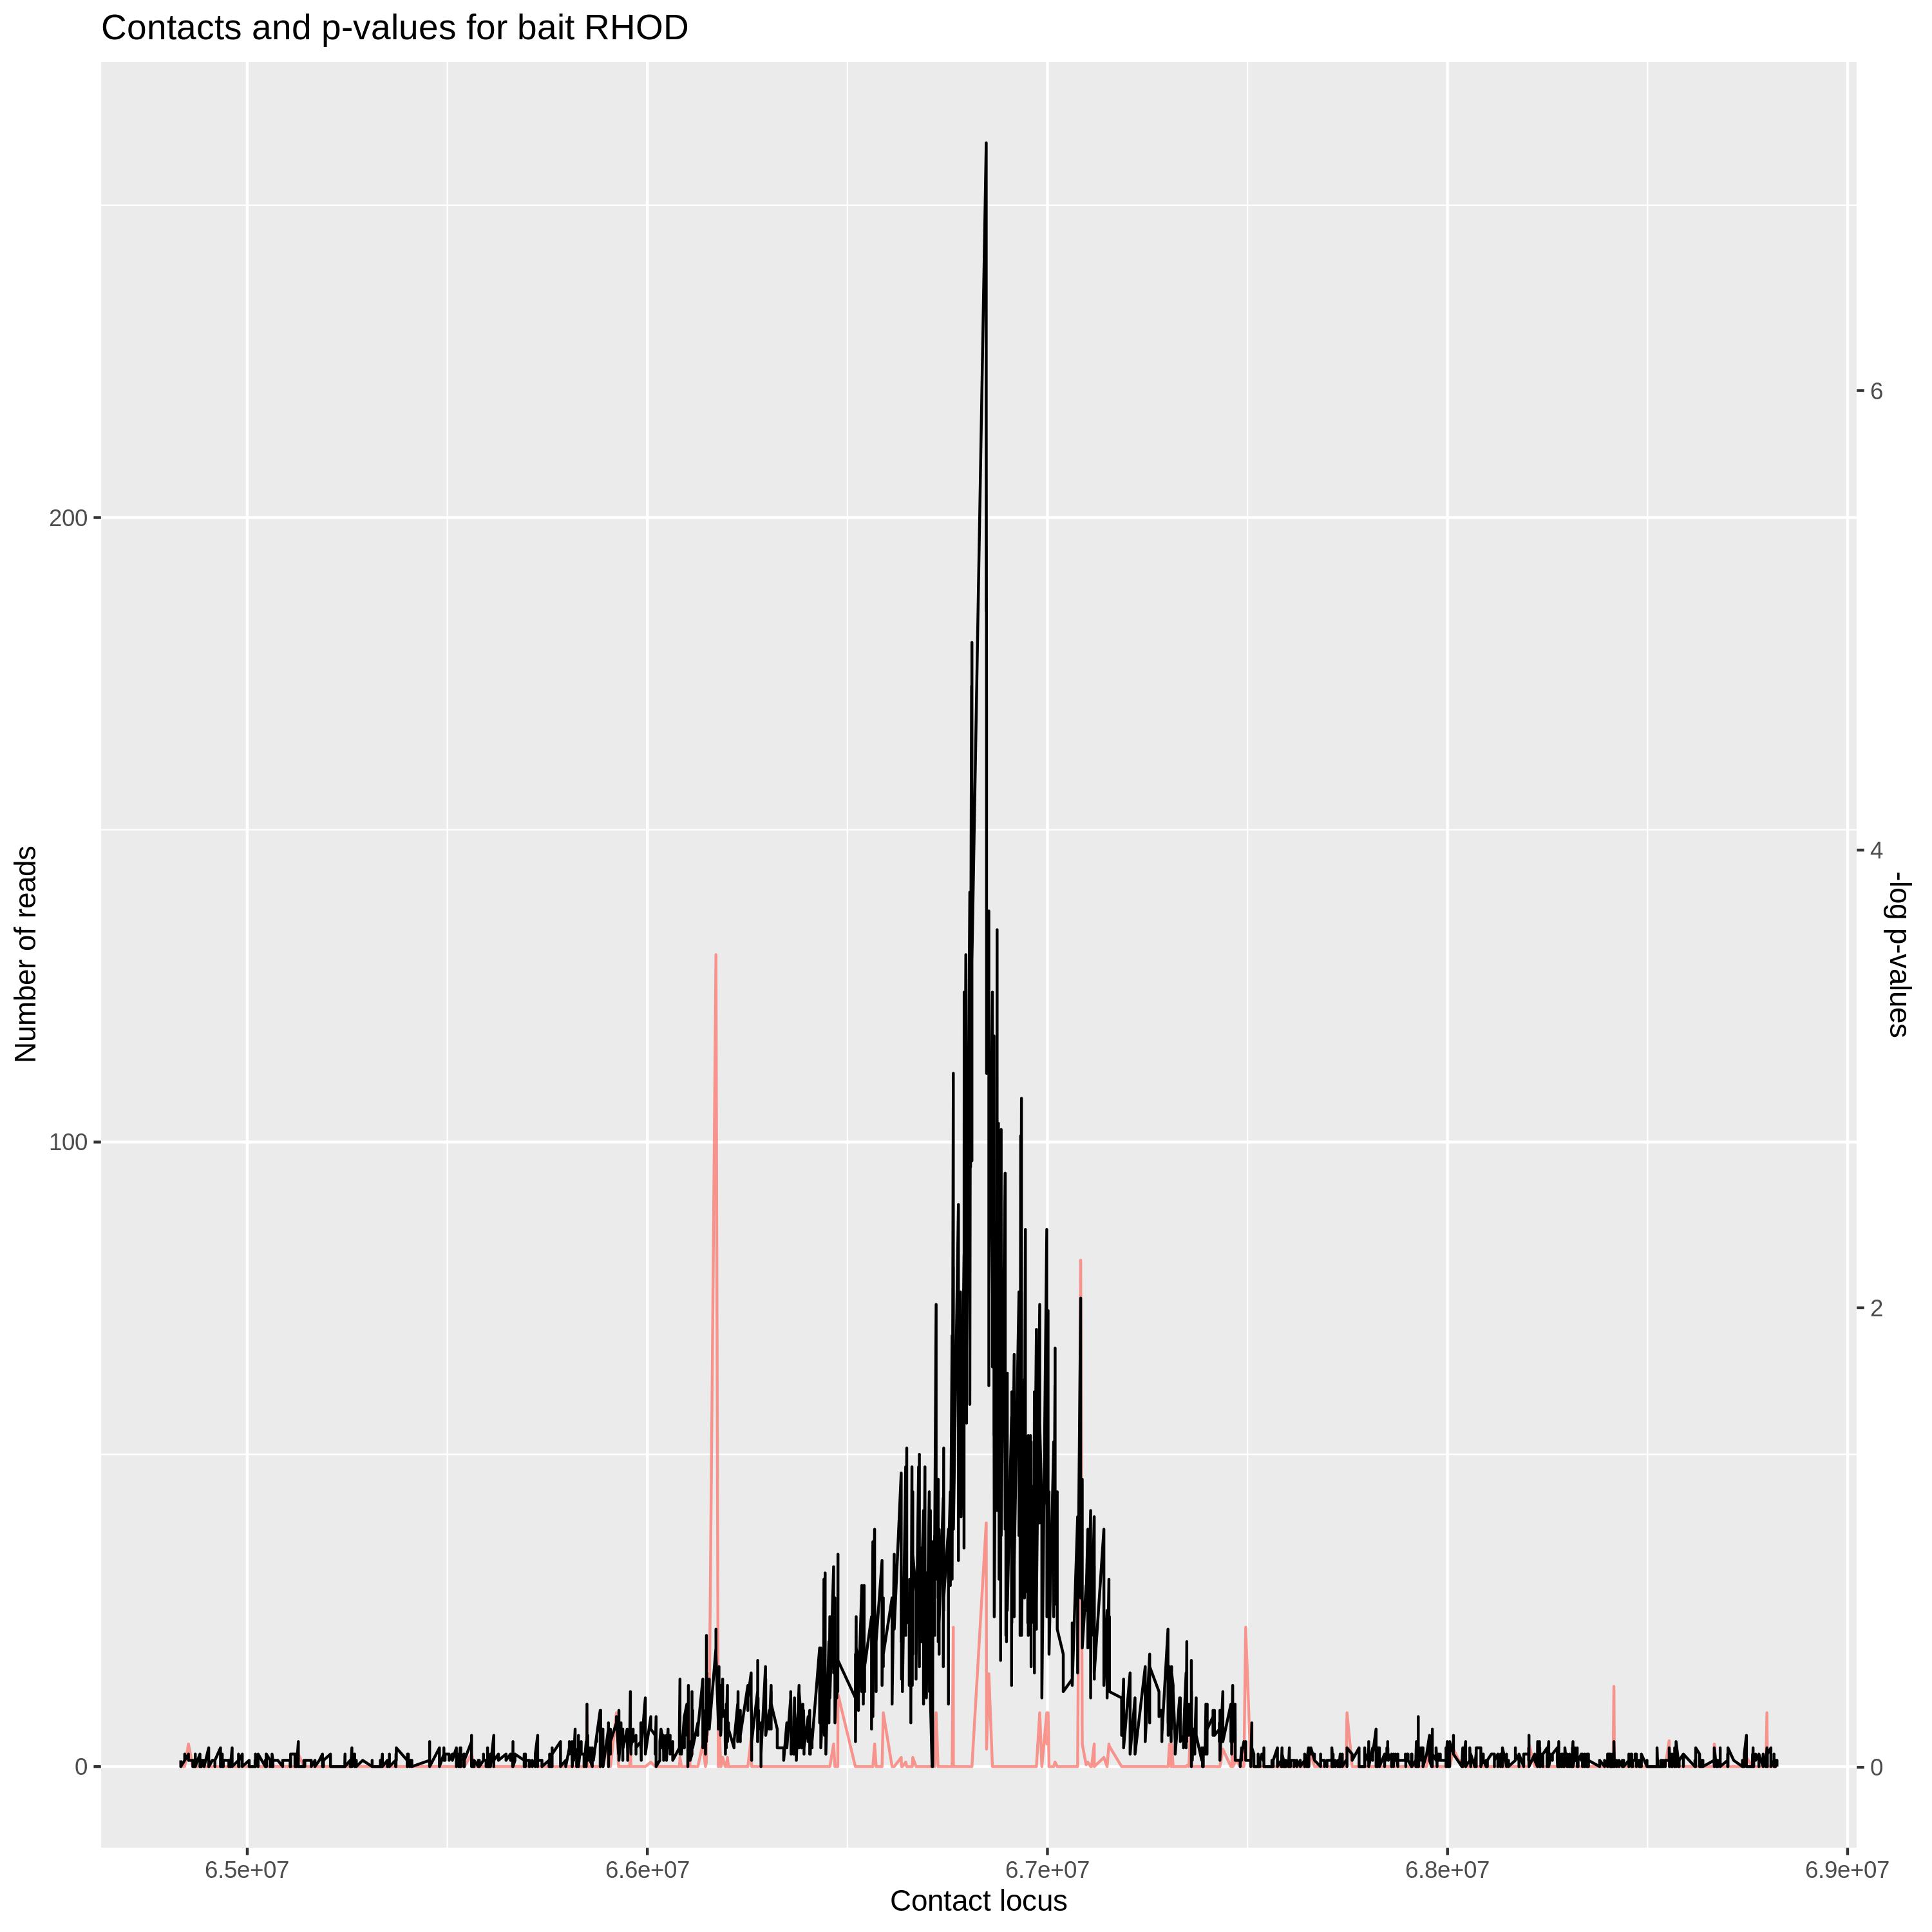 Contacts and p-values for bait RHOD
200
100
0
Number of reads
6
4
2
0
-log p-values
6.5e+07
6.6e+07
6.7e+07
6.8e+07
6.9e+07
Contact locus